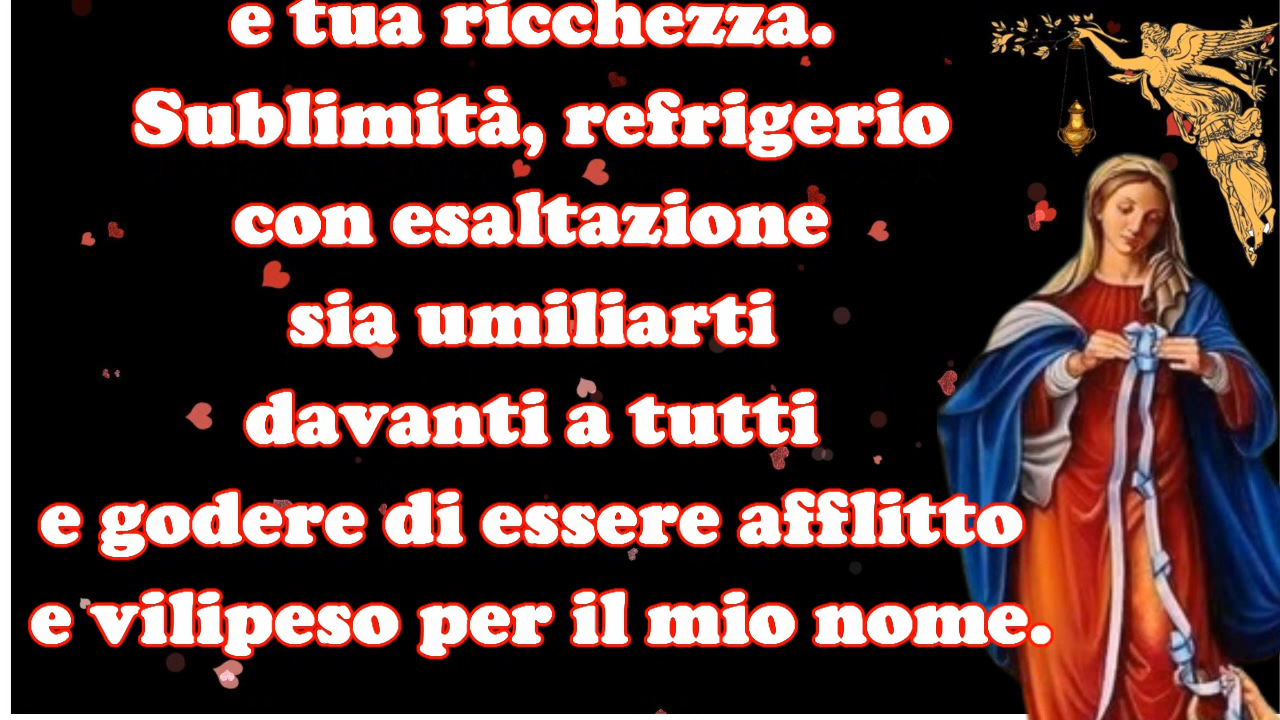 e tua ricchezza.
Sublimità, refrigerio
con esaltazione
sia umiliarti
davanti a tutti
e godere di essere afflitto
e vilipeso per il mio nome.